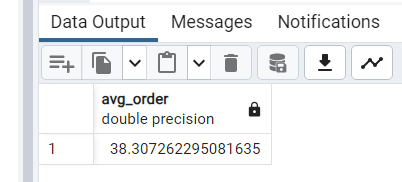 Data Output Messages Notifications
avg_order
double precision
1 38.307262295081635